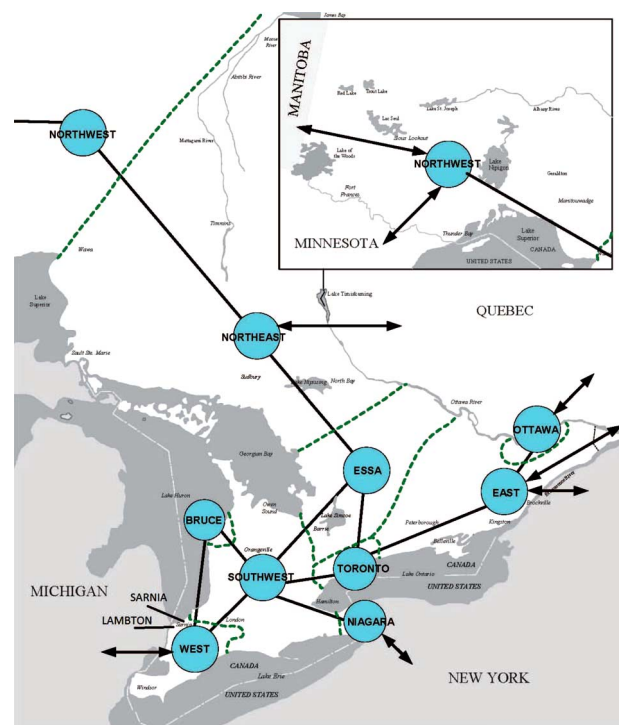 James Bay
Moose River
Abitibi River
NORTHWEST
Mattagami River
Timmins
Wawa
MANITOBA
Red Lake
Trout Lake
Lac Seul
Lake St. Joseph
Albany River
Sioux Lookout
NORTHWEST
Lake Nipigon
Geraldton
Manitouwadge
Lake of the Woods
Fort Frances
Thunder Bay
Lake Superior
CANADA
UNITED STATES
MINNESOTA
Lake Superior
Lake Timiskaming
QUEBEC
NORTHEAST
Sault Ste. Marie
Sudbury
Lake Nipissing
North Bay
Ottawa River
OTTAWA
Georgian Bay
ESSA
EAST
Brockville
Kingston
Lake Huron
Owen Sound
Lake Simcoe
Barrie
Peterborough
Belleville
BRUCE
Orangeville
SOUTHWEST
TORONTO
CANADA
Lake Ontario
UNITED STATES
MICHIGAN
SARNIA
LAMBTON
Sarnia
London
Hamilton
NIAGARA
WEST
CANADA
Lake Erie
UNITED STATES
Windsor
NEW YORK